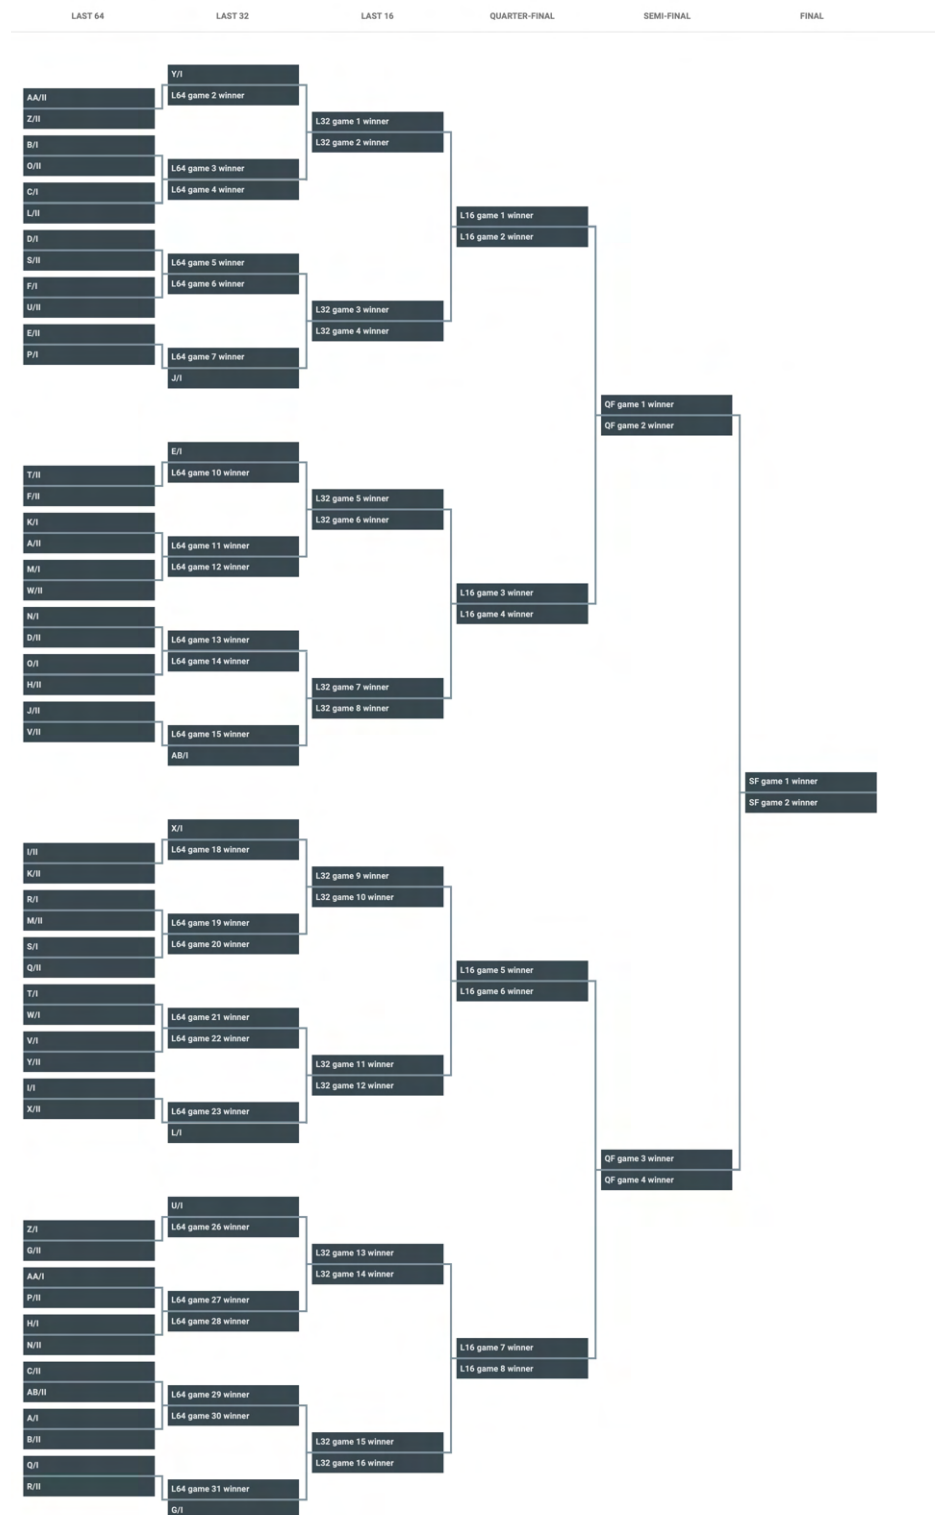 LAST 64
LAST 32
LAST 16
QUARTER-FINAL
SEMI-FINAL
FINAL
AA/II
Z/II
B/I
O/II
C/I
L/II
D/I
S/II
F/I
U/II
E/II
P/I
T/II
F/II
K/I
A/II
M/I
W/II
N/I
D/II
O/I
H/II
J/II
V/II
I/II
K/II
R/I
M/II
S/I
Q/II
T/I
W/I
V/I
Y/II
I/I
X/II
Z/I
G/II
AA/I
P/II
H/I
N/II
C/II
AB/II
A/I
B/II
Q/I
R/II
Y/I
L64 game 2 winner
L64 game 3 winner
L64 game 4 winner
L64 game 5 winner
L64 game 6 winner
L64 game 7 winner
J/I
E/I
L64 game 10 winner
L64 game 11 winner
L64 game 12 winner
L64 game 13 winner
L64 game 14 winner
L64 game 15 winner
AB/I
X/I
L64 game 18 winner
L64 game 19 winner
L64 game 20 winner
L64 game 21 winner
L64 game 22 winner
L64 game 23 winner
L/I
U/I
L64 game 26 winner
L64 game 27 winner
L64 game 28 winner
L64 game 29 winner
L64 game 30 winner
L64 game 31 winner
G/I
L32 game 1 winner
L32 game 2 winner
L32 game 3 winner
L32 game 4 winner
L32 game 5 winner
L32 game 6 winner
L32 game 7 winner
L32 game 8 winner
L32 game 9 winner
L32 game 10 winner
L32 game 11 winner
L32 game 12 winner
L32 game 13 winner
L32 game 14 winner
L32 game 15 winner
L32 game 16 winner
L16 game 1 winner
L16 game 2 winner
L16 game 3 winner
L16 game 4 winner
L16 game 5 winner
L16 game 6 winner
L16 game 7 winner
L16 game 8 winner
QF game 1 winner
QF game 2 winner
QF game 3 winner
QF game 4 winner
SF game 1 winner
SF game 2 winner